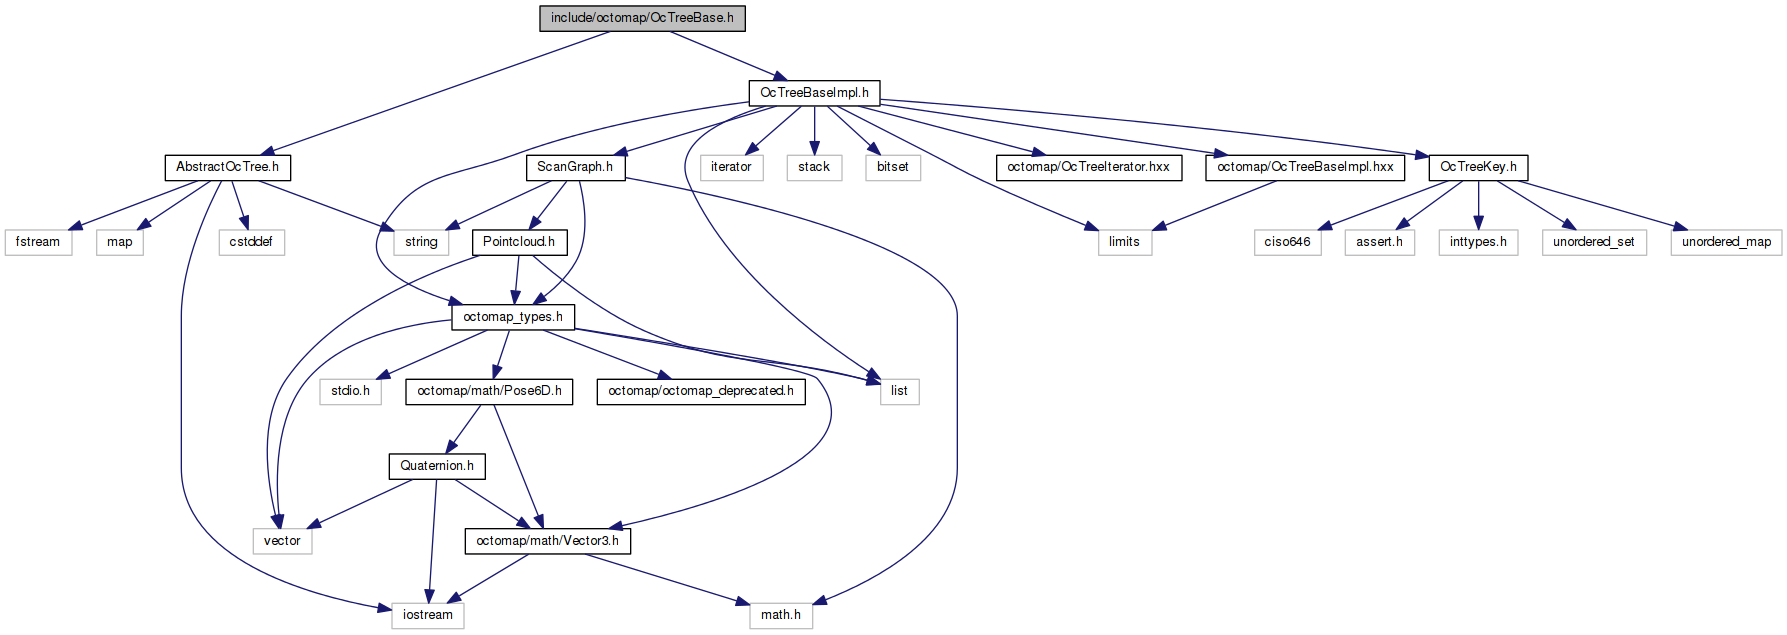 include/octomap/OcTreeBase.h
OcTreeBaseImpl.h
AbstractOcTree.h
ScanGraph.h
iterator
stack
bitset
octomap/OcTreeIterator.hxx
octomap/OcTreeBaseImpl.hxx
OcTreeKey.h
fstream
map
cstddef
string
Pointcloud.h
limits
ciso646
assert.h
inttypes.h
unordered_set
unordered_map
octomap_types.h
stdio.h
octomap/math/Pose6D.h
octomap/octomap_deprecated.h
list
Quaternion.h
vector
octomap/math/Vector3.h
iostream
math.h